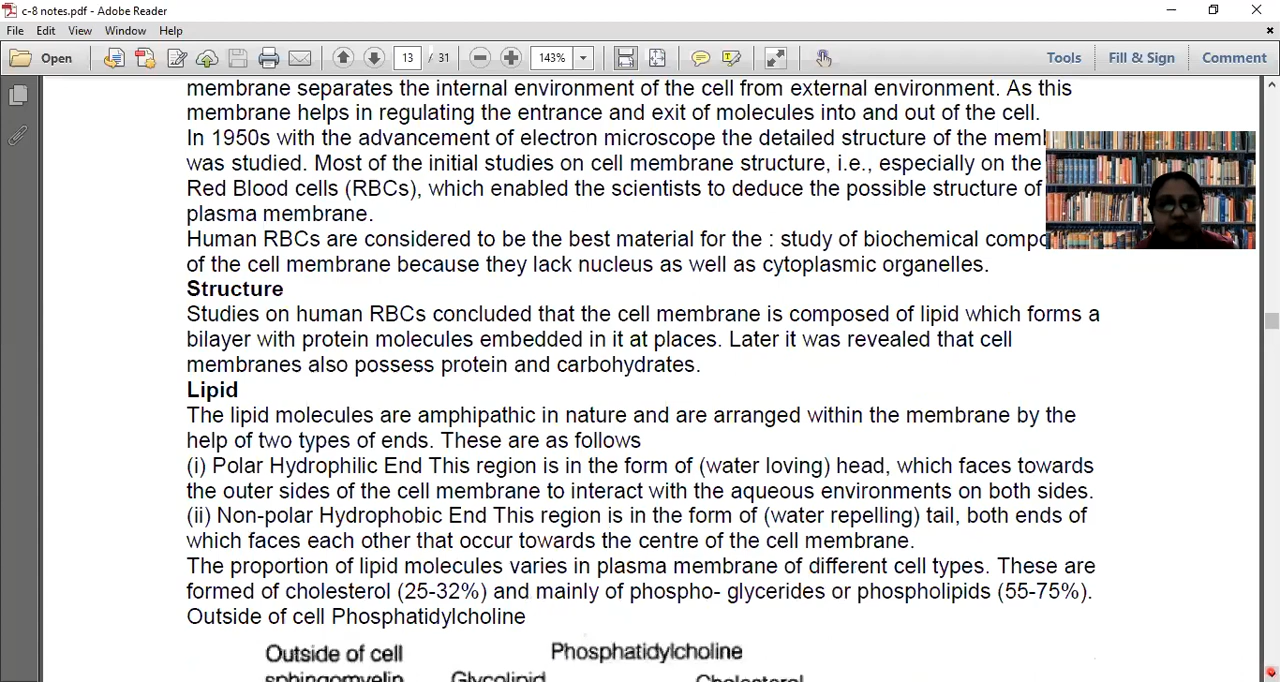 c-8 notes.pdf - Adobe Reader
File Edit View Window Help
Open 13 / 31 143% Tools Fill & Sign Comment
membrane separates the internal environment of the cell from external environment. As this
membrane helps in regulating the entrance and exit of molecules into and out of the cell.
In 1950s with the advancement of electron microscope the detailed structure of the
was studied. Most of the initial studies on cell membrane structure, i.e., especially on the
Red Blood cells (RBCs), which enabled the scientists to deduce the possible structure of
plasma membrane.
Human RBCs are considered to be the best material for the : study of biochemical
of the cell membrane because they lack nucleus as well as cytoplasmic organelles.
Structure
Studies on human RBCs concluded that the cell membrane is composed of lipid which forms a
bilayer with protein molecules embedded in it at places. Later it was revealed that cell
membranes also possess protein and carbohydrates.
Lipid
The lipid molecules are amphipathic in nature and are arranged within the membrane by the
help of two types of ends. These are as follows
(i) Polar Hydrophilic End This region is in the form of (water loving) head, which faces towards
the outer sides of the cell membrane to interact with the aqueous environments on both sides.
(ii) Non-polar Hydrophobic End This region is in the form of (water repelling) tail, both ends of
which faces each other that occur towards the centre of the cell membrane.
The proportion of lipid molecules varies in plasma membrane of different cell types. These are
formed of cholesterol (25-32%) and mainly of phospho- glycerides or phospholipids (55-75%).
Outside of cell Phosphatidylcholine
Outside of cell Phosphatidylcholine
sphingomyelin Glycolipid Cholesterol